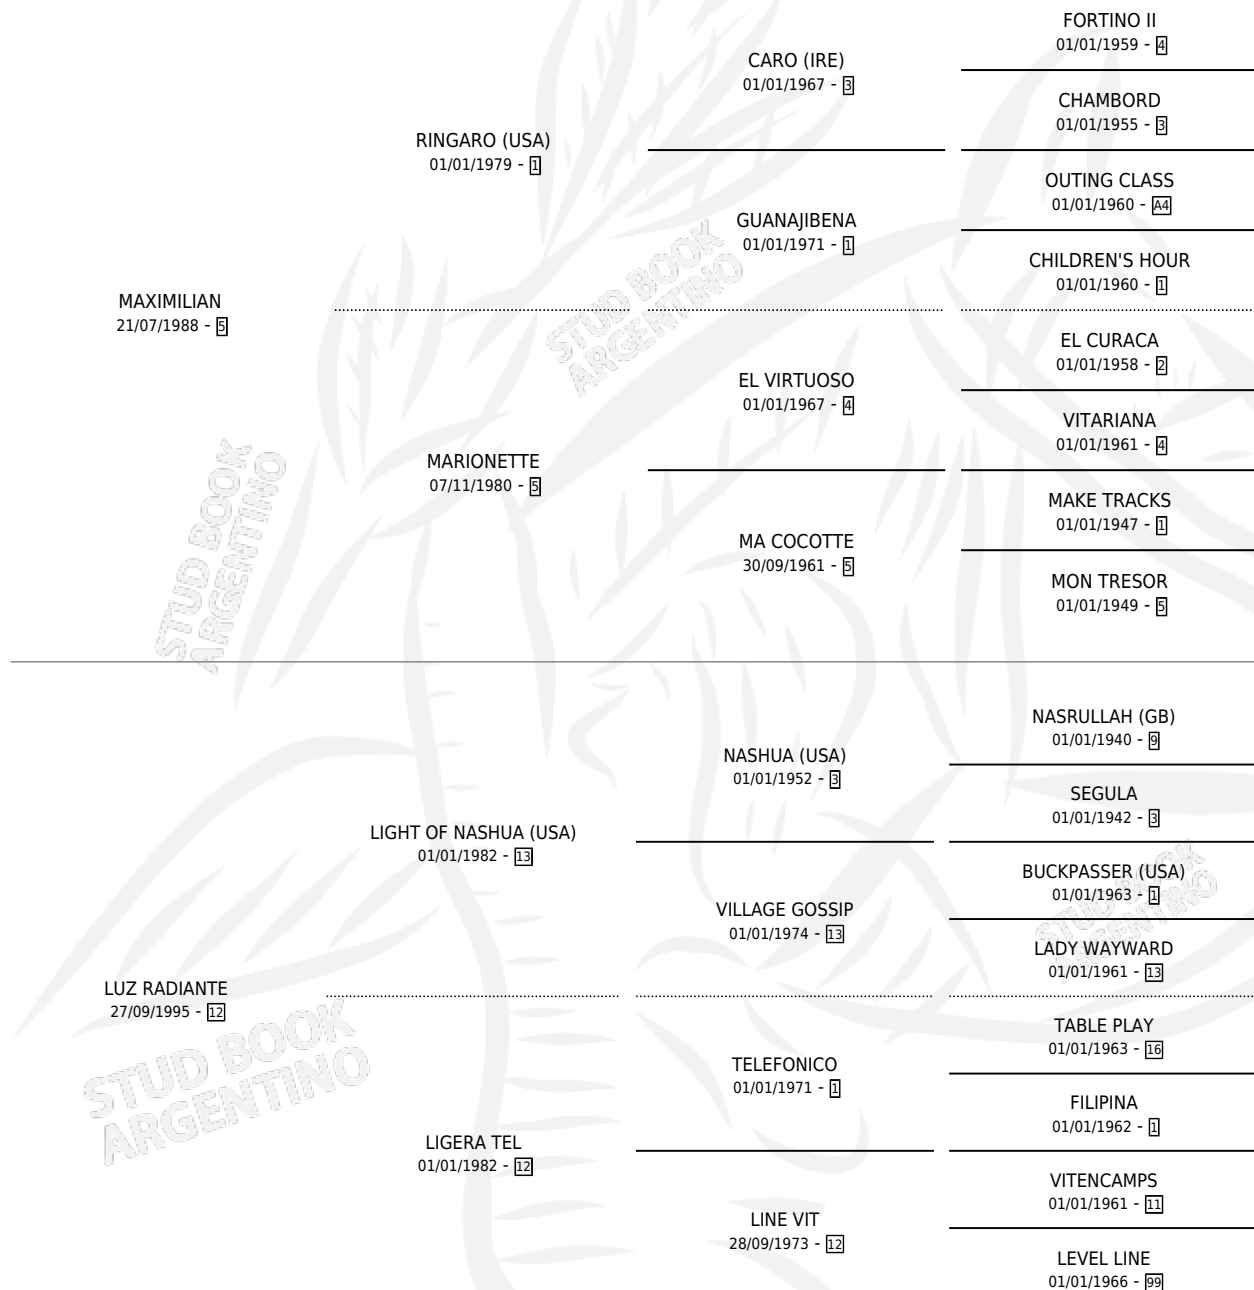 FORTINO II
01/01/1959 - 4
CARO (IRE)
01/01/1967 - 3
CHAMBORD
01/01/1955 - 3
RINGARO (USA)
01/01/1979 - 1
OUTING CLASS
01/01/1960 - A4
GUANAJIBENA
01/01/1971 - 1
CHILDREN'S HOUR
01/01/1960 - 1
MAXIMILIAN
21/07/1988 - 5
EL CURACA
01/01/1958 - 2
EL VIRTUOSO
01/01/1967 - 4
VITARIANA
01/01/1961 - 4
MARIONETTE
07/11/1980 - 5
MAKE TRACKS
01/01/1947 - 1
MA COCOTTE
30/09/1961 - 5
MON TRESOR
01/01/1949 - 5
STUD BOOK
ARGENTINO
STUD BOOK
ARGENTINO
NASRULLAH (GB)
01/01/1940 - 9
NASHUA (USA)
01/01/1952 - 3
SEGULA
01/01/1942 - 3
LIGHT OF NASHUA (USA)
01/01/1982 - 13
BUCKPASSER (USA)
01/01/1963 - 1
VILLAGE GOSSIP
01/01/1974 - 13
LADY WAYWARD
01/01/1961 - 13
STUD BOOK
ARGENTINO
LUZ RADIANTE
27/09/1995 - 12
TABLE PLAY
01/01/1963 - 16
TELEFONICO
01/01/1971 - 1
FILIPINA
01/01/1962 - 1
LIGERA TEL
01/01/1982 - 12
VITENCAMPS
01/01/1961 - 11
LINE VIT
28/09/1973 - 12
LEVEL LINE
01/01/1966 - 99
STUD BOOK
ARGENTINO